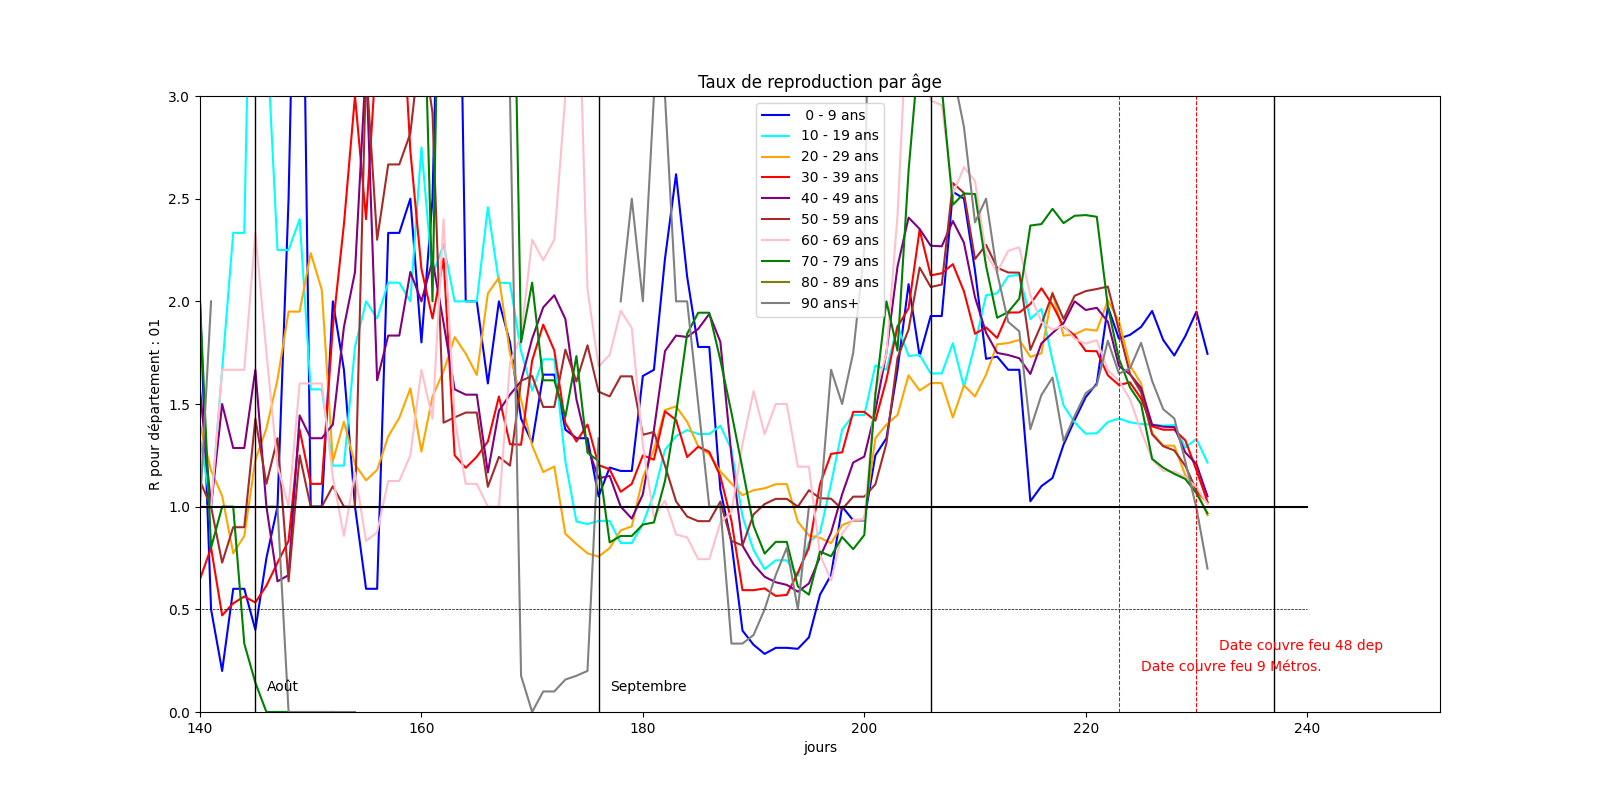 Taux de reproduction par âge
R pour départment : 01
3.0
2.5
2.0
1.5
1.0
0.5
0.0
0 - 9 ans
10 - 19 ans
20 - 29 ans
30 - 39 ans
40 - 49 ans
50 - 59 ans
60 - 69 ans
70 - 79 ans
80 - 89 ans
90 ans+
Date couvre feu 48 dep
Date couvre feu 9 Métros.
Août
Septembre
140
160
180
200
220
240
jours